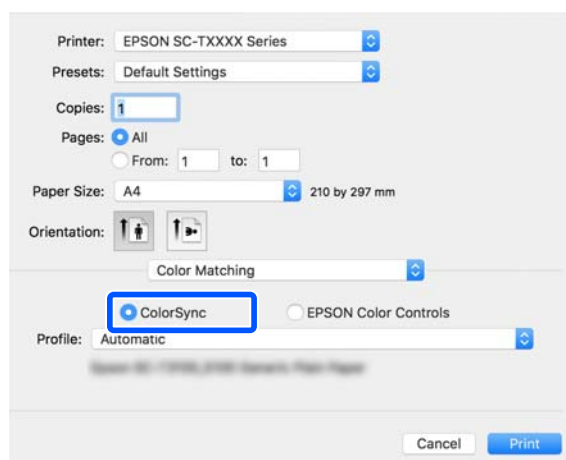 Printer: EPSON SC-TXXXX Series
Presets: Default Settings
Copies: 1
Pages: All
From: 1 to: 1
Paper Size: A4 210 by 297 mm
Orientation:
Color Matching
ColorSync EPSON Color Controls
Profile: Automatic
Cancel Print